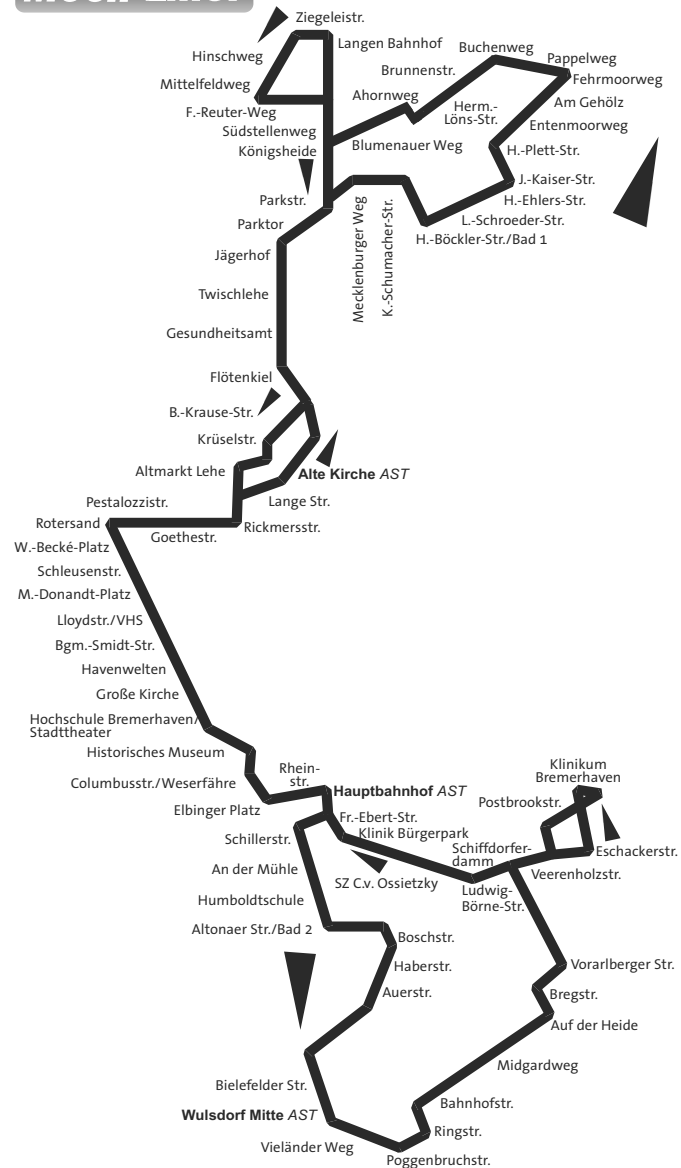 Moon-Liner
Ziegeleistr.
Langen Bahnhof
Hinschweg
Mittelfeldweg
F.-Reuter-Weg
Südstellenweg
Königsheide
Buchenweg
Brunnenstr.
Ahornweg
Herm.-
Löns-Str.
Blumenauer Weg
Pappelweg
Fehrmoorweg
Am Gehölz
Entenmoorweg
H.-Plett-Str.
J.-Kaiser-Str.
H.-Ehlers-Str.
L.-Schroeder-Str.
H.-Böckler-Str./Bad 1
K.-Schumacher-Str.
Mecklenburger Weg
Parkstr.
Parktor
Jägerhof
Twischlehe
Gesundheitsamt
Flötenkiel
B.-Krause-Str.
Krüselstr.
Altmarkt Lehe
Alte Kirche AST
Lange Str.
Rickmersstr.
Pestalozzistr.
Goethestr.
Rotersand
W.-Becké-Platz
Schleusenstr.
M.-Donandt-Platz
Lloydstr./VHS
Bgm.-Smidt-Str.
Havenwelten
Große Kirche
Hochschule Bremerhaven/
Stadttheater
Historisches Museum
Columbusstr./Weserfähre
Elbinger Platz
Rhein-
str.
Hauptbahnhof AST
Fr.-Ebert-Str.
Klinik Bürgerpark
SZ C.v. Ossietzky
Schiffdorfer-
damm
Ludwig-
Börne-Str.
Klinikum
Bremerhaven
Postbrookstr.
Eschackerstr.
Veerenholzstr.
Schillerstr.
An der Mühle
Humboldtschule
Altonaer Str./Bad 2
Boschstr.
Haberstr.
Auerstr.
Vorarlberger Str.
Bregstr.
Auf der Heide
Midgardweg
Bahnhofstr.
Ringstr.
Poggenbruchstr.
Bielefelder Str.
Wulsdorf Mitte AST
Vieländer Weg